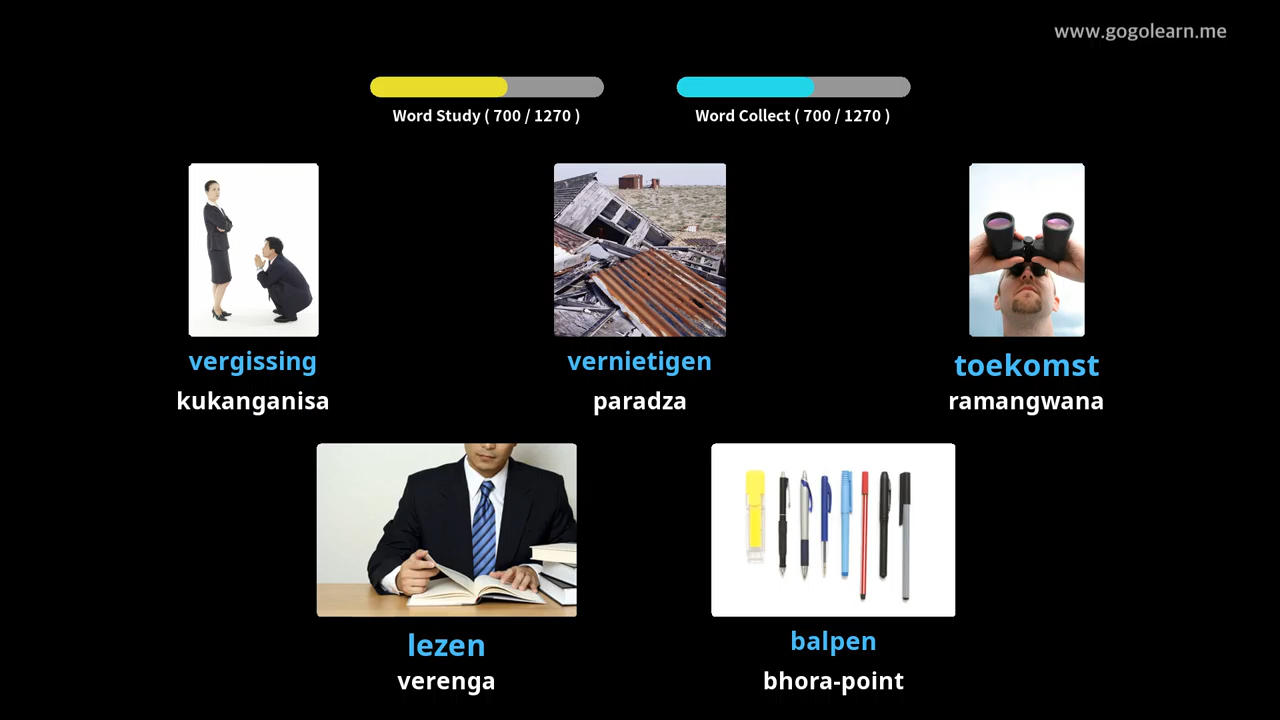 www.gogolearn.me
Word Study ( 700 / 1270 )
Word Collect ( 700 / 1270 )
vergissing
kukanganisa
vernietigen
paradza
toekomst
ramangwana
lezen
verenga
balpen
bhora-point